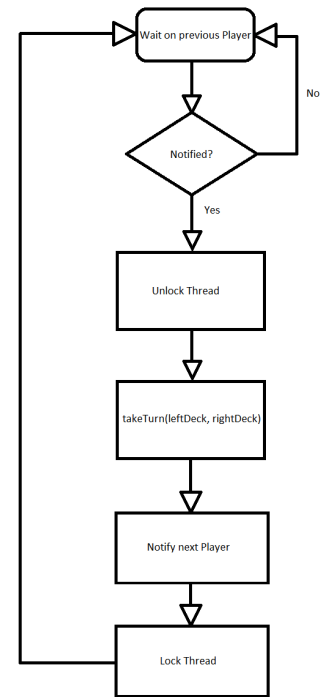 Wait on previous Player
Notified?
No
Yes
Unlock Thread
takeTurn(leftDeck, rightDeck)
Notify next Player
Lock Thread